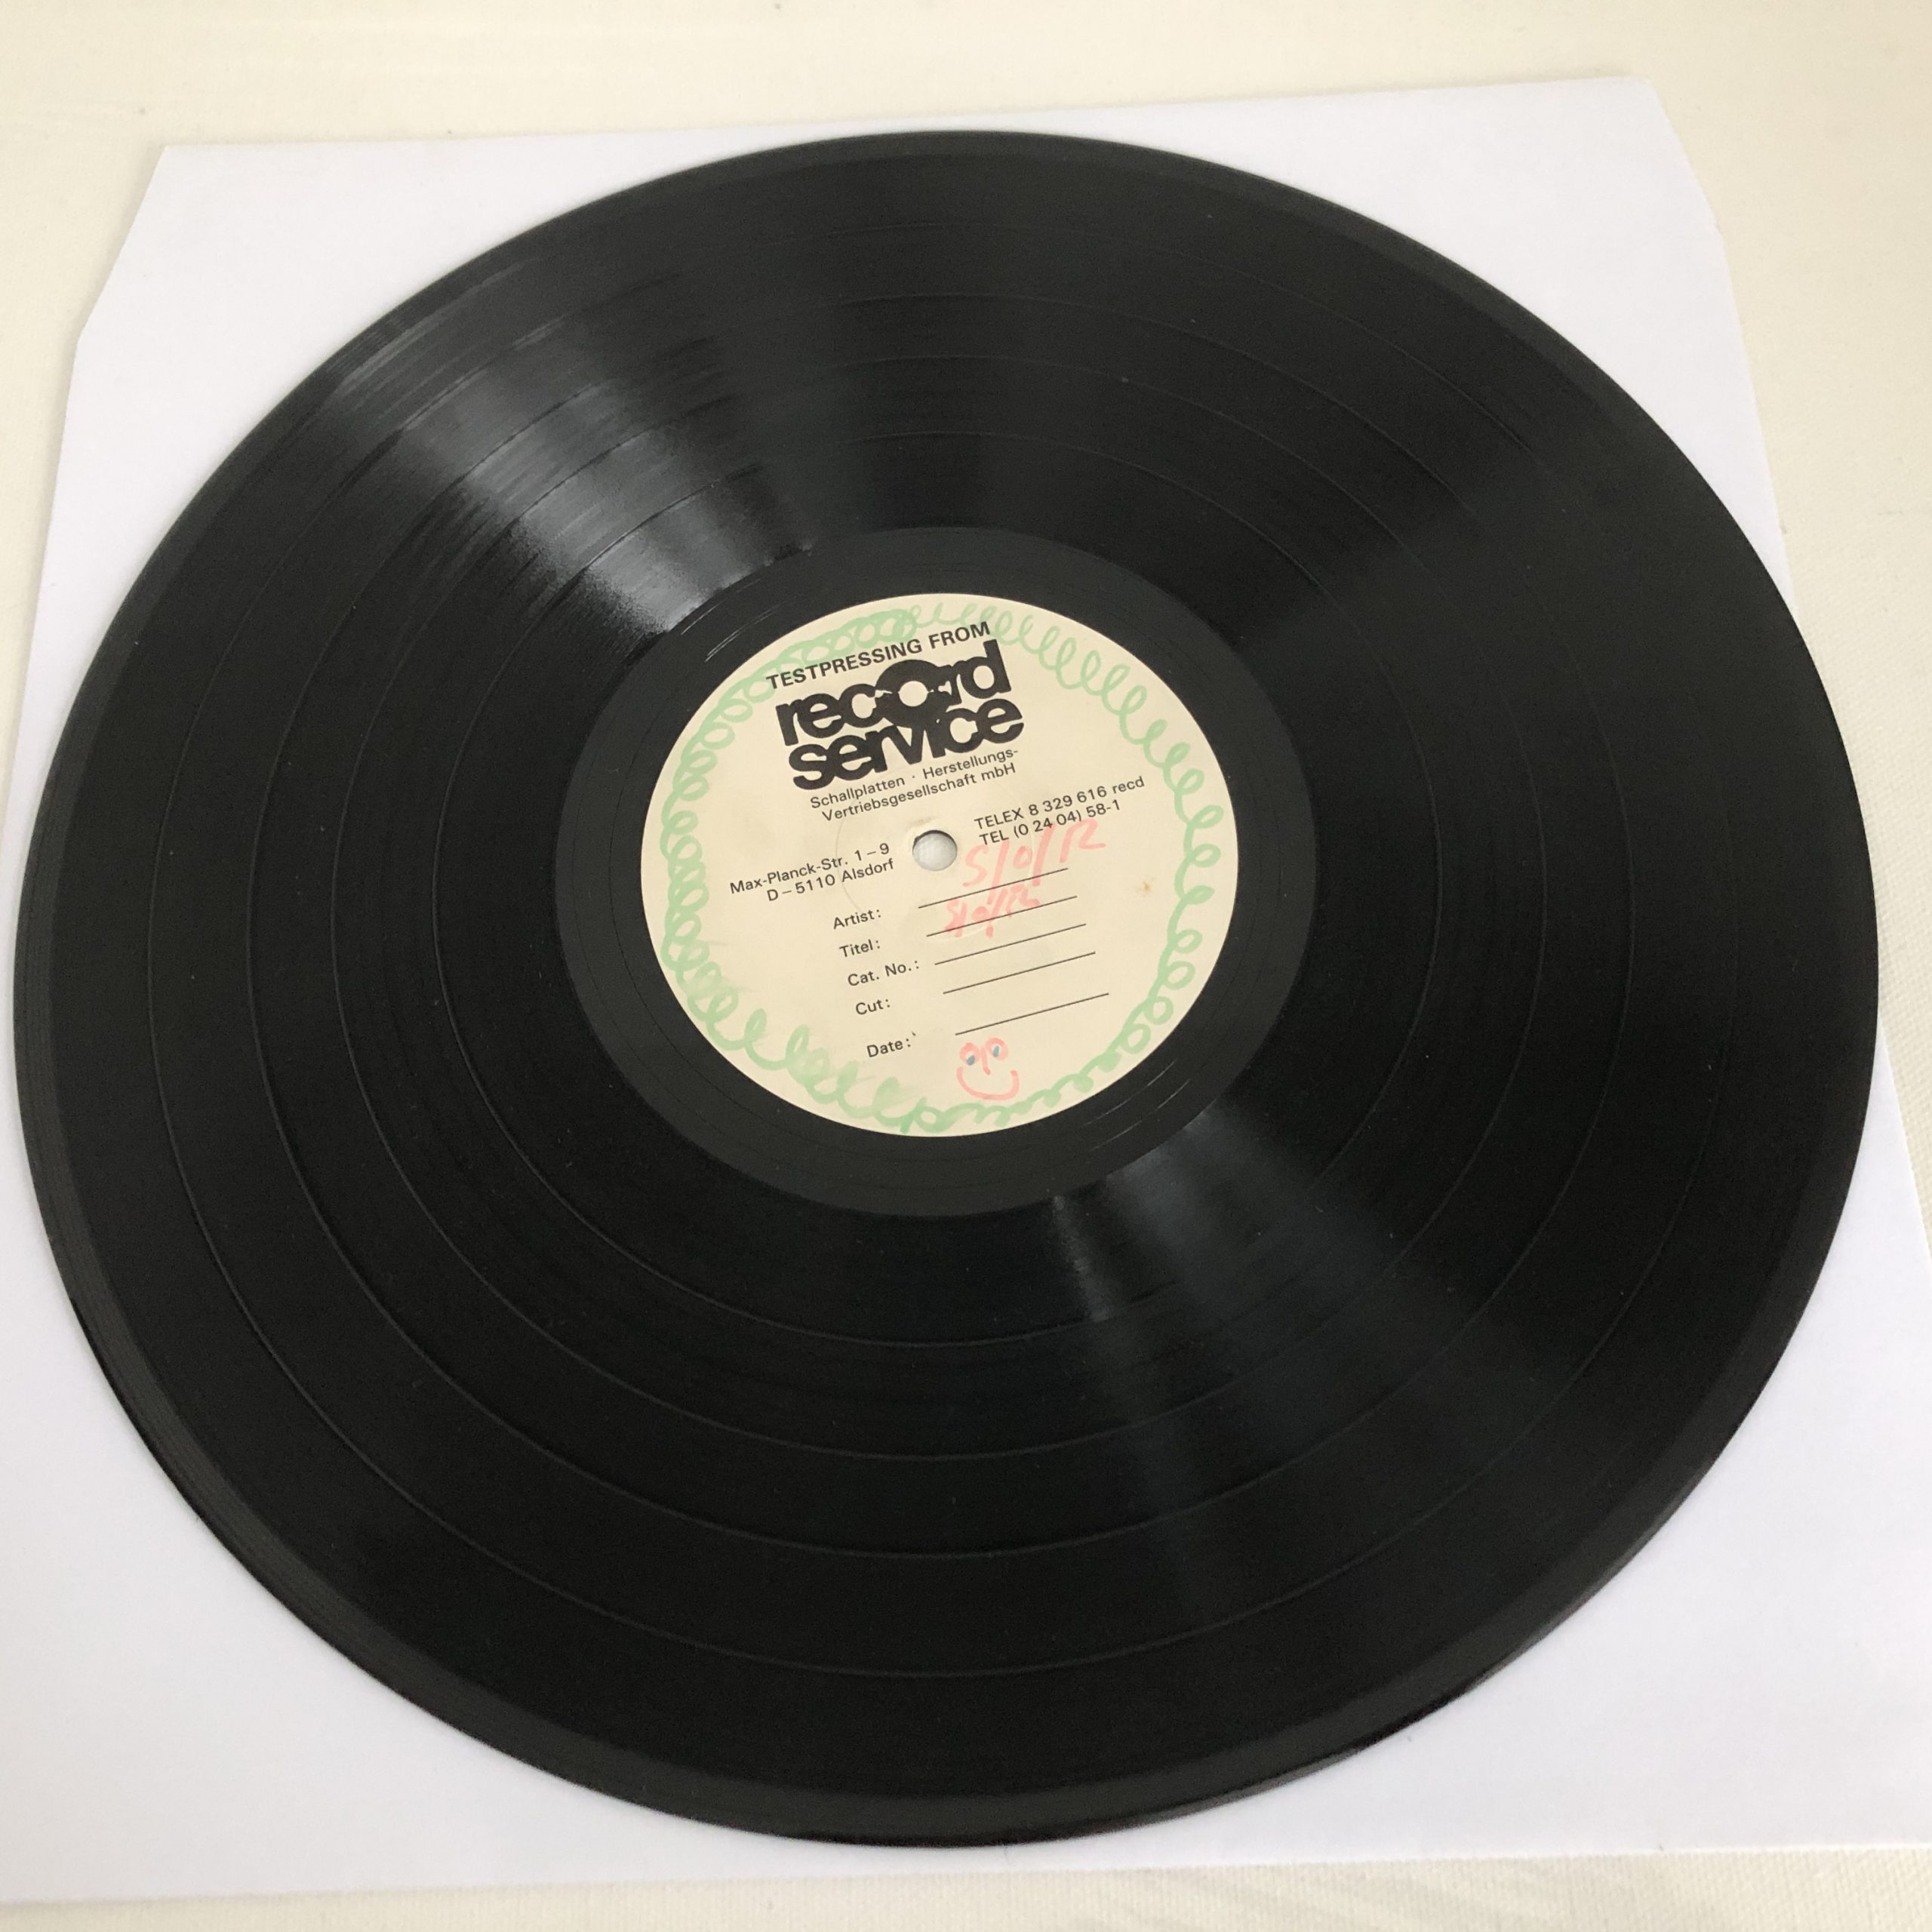 TESTPRESSING FROM
record
service
Schallplatten · Herstellungs-
Vertriebsgesellschaft mbH
TELEX 8 329 616 recd
TEL (0 24 04) 58-1
Max-Planck-Str. 1–9
D–5110 Alsdorf
S/O/R
Artist:
Titel:
Cat. No.:
Cut:
Date: